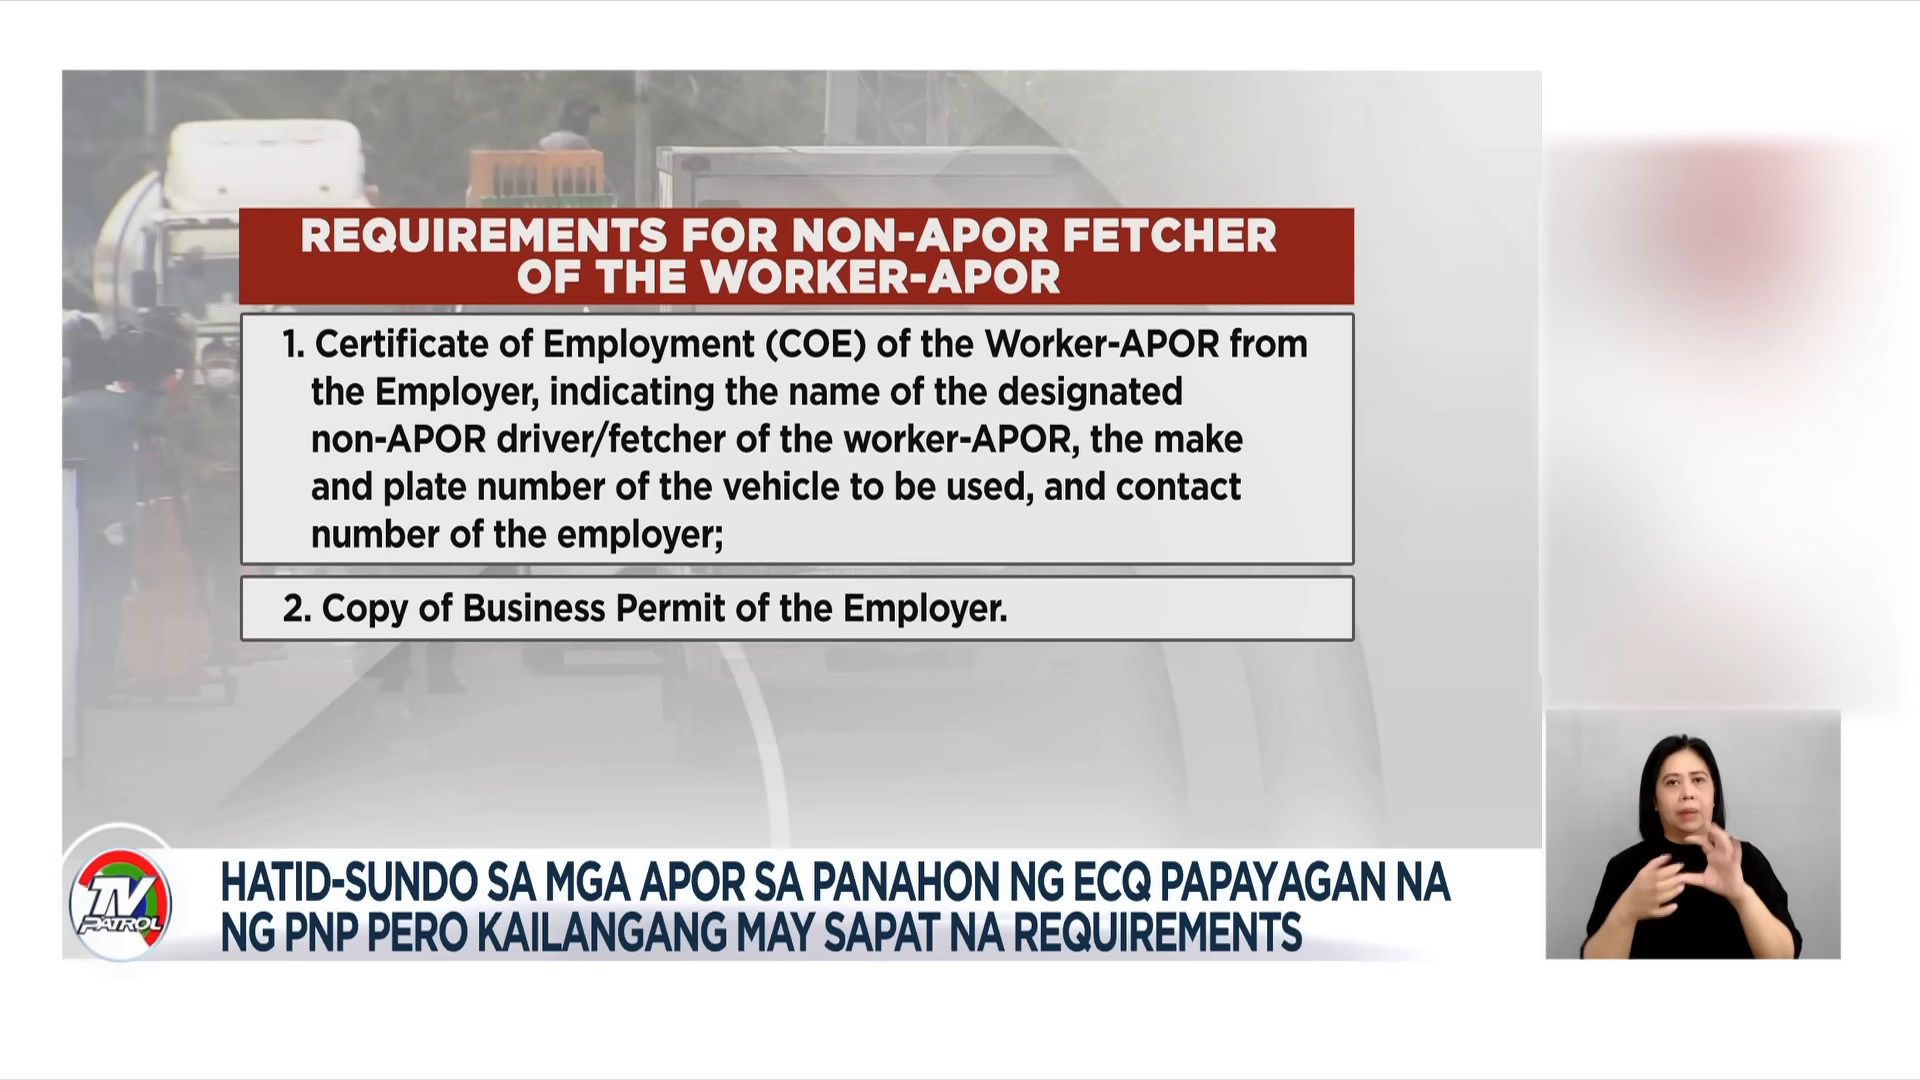 REQUIREMENTS FOR NON-APOR FETCHER
OF THE WORKER-APOR
1. Certificate of Employment (COE) of the Worker-APOR from
the Employer, indicating the name of the designated
non-APOR driver/fetcher of the worker-APOR, the make
and plate number of the vehicle to be used, and contact
number of the employer;
2. Copy of Business Permit of the Employer.
TV
PATROL
HATID-SUNDO SA MGA APOR SA PANAHON NG ECQ PAPAYAGAN NA
NG PNP PERO KAILANGANG MAY SAPAT NA REQUIREMENTS